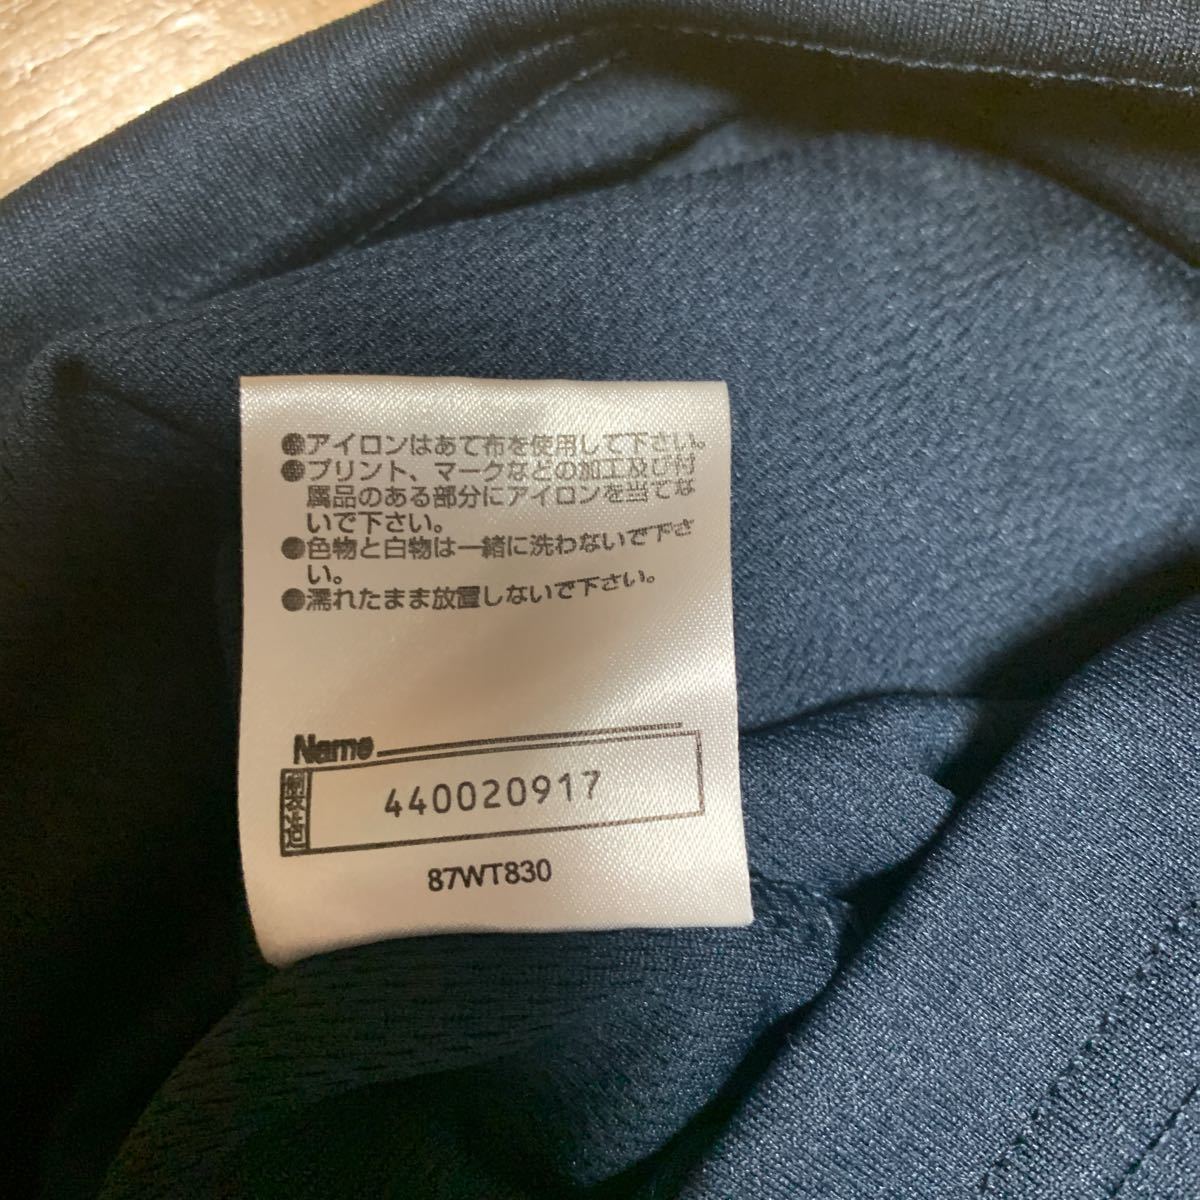 ●アイロンはあて布を使用して下さい。
●プリント、マークなどの加工及び付
属品のある部分にアイロンを当てな
いで下さい。
●色物と白物は一緒に洗わないで下さ
い。
●濡れたまま放置しないで下さい。
Name
製造
440020917
87WT830